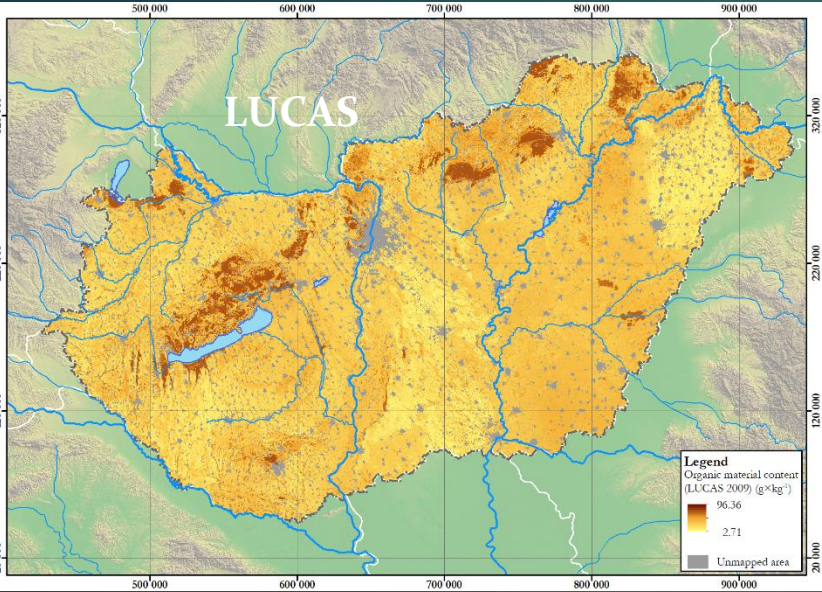 500 000 600 000 700 000 800 000 900 000
LUCAS
320 000
220 000
120 000
Legend
Organic material content
(LUCAS 2009) (g×kg⁻¹)
96.36
2.71
Unmapped area
20 000
500 000 600 000 700 000 800 000 900 000